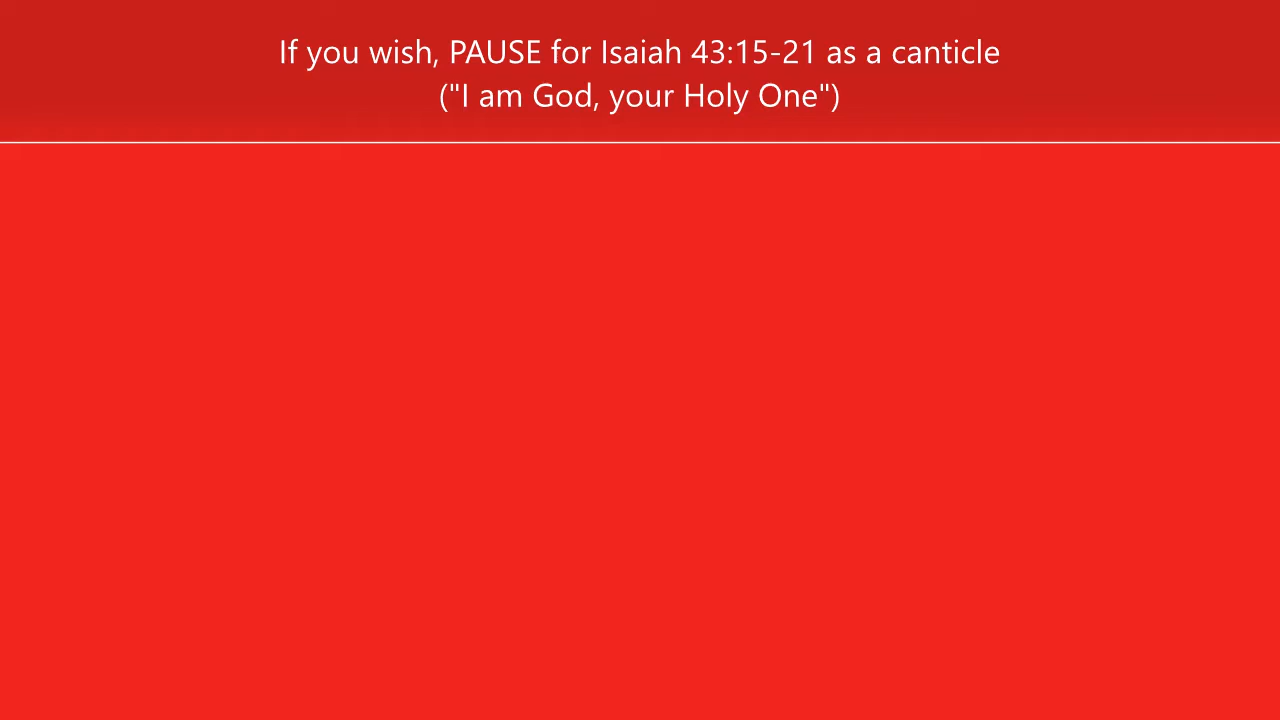 If you wish, PAUSE for Isaiah 43:15-21 as a canticle
("I am God, your Holy One")